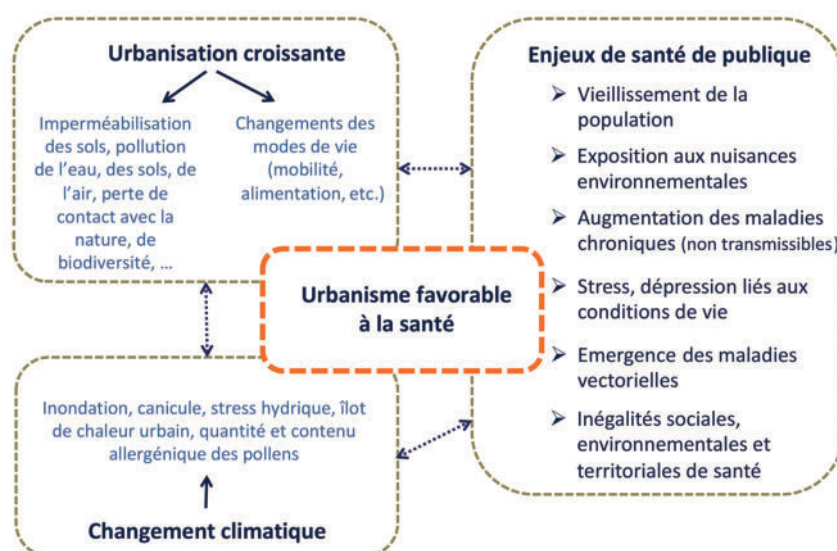 Urbanisation croissante
Imperméabilisation
des sols, pollution
de l'eau, des sols, de
l'air, perte de
contact avec la
nature, de
biodiversité, ...
Changements des
modes de vie
(mobilité,
alimentation, etc.)
Enjeux de santé de publique
➤ Vieillissement de la
population
➤ Exposition aux nuisances
environnementales
➤ Augmentation des maladies
chroniques (non transmissibles)
➤ Stress, dépression liés aux
conditions de vie
➤ Emergence des maladies
vectorielles
➤ Inégalités sociales,
environnementales et
territoriales de santé
Urbanisme favorable
à la santé
Inondation, canicule, stress hydrique, îlot
de chaleur urbain, quantité et contenu
allergénique des pollens
Changement climatique